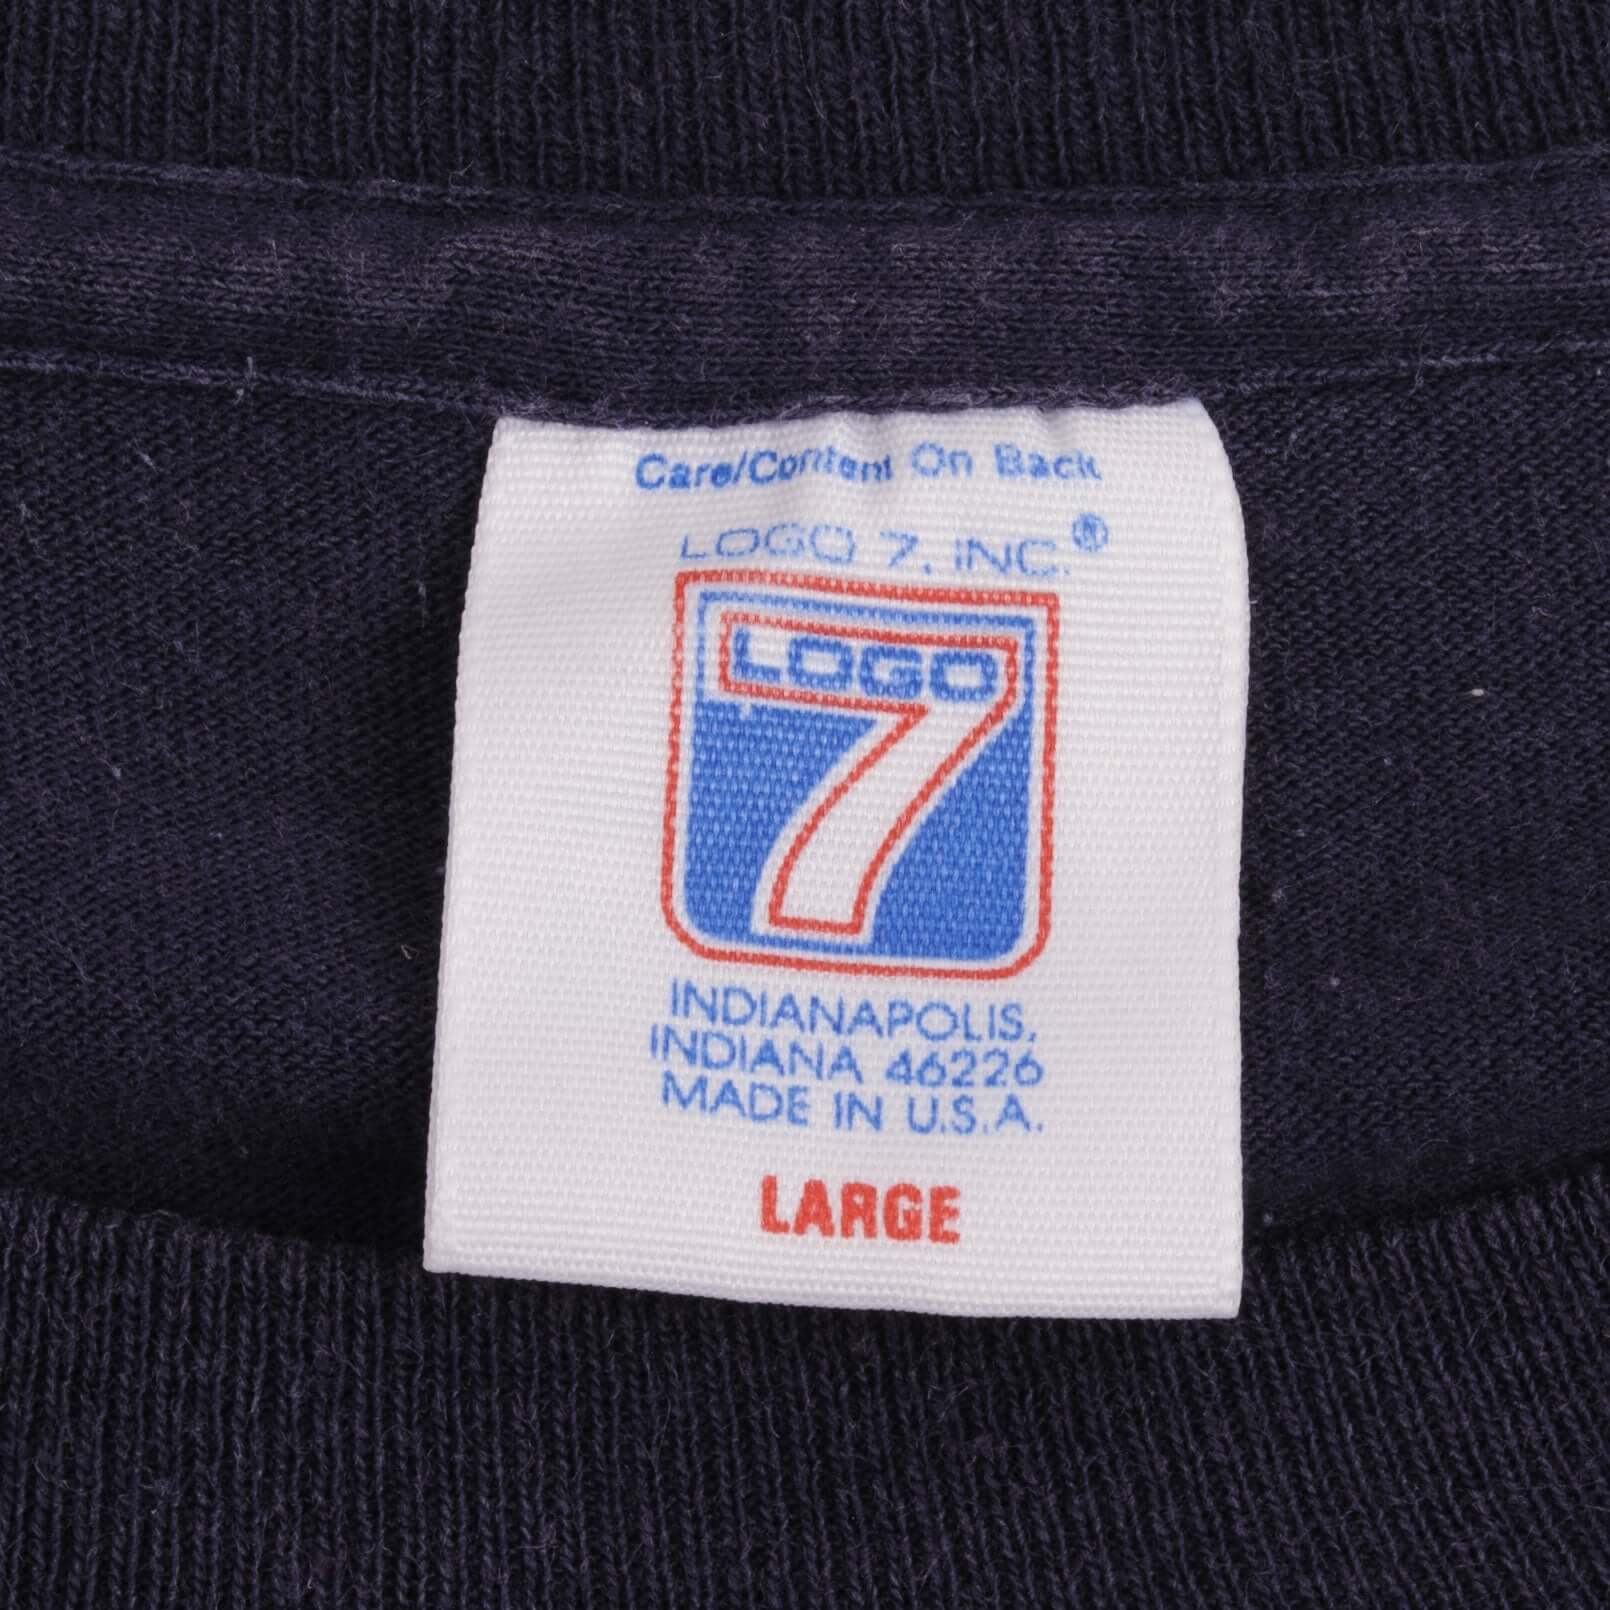 Care/Content On Back
LOGO 7, INC.®
LOGO
7
INDIANAPOLIS,
INDIANA 46226
MADE IN U.S.A.
LARGE